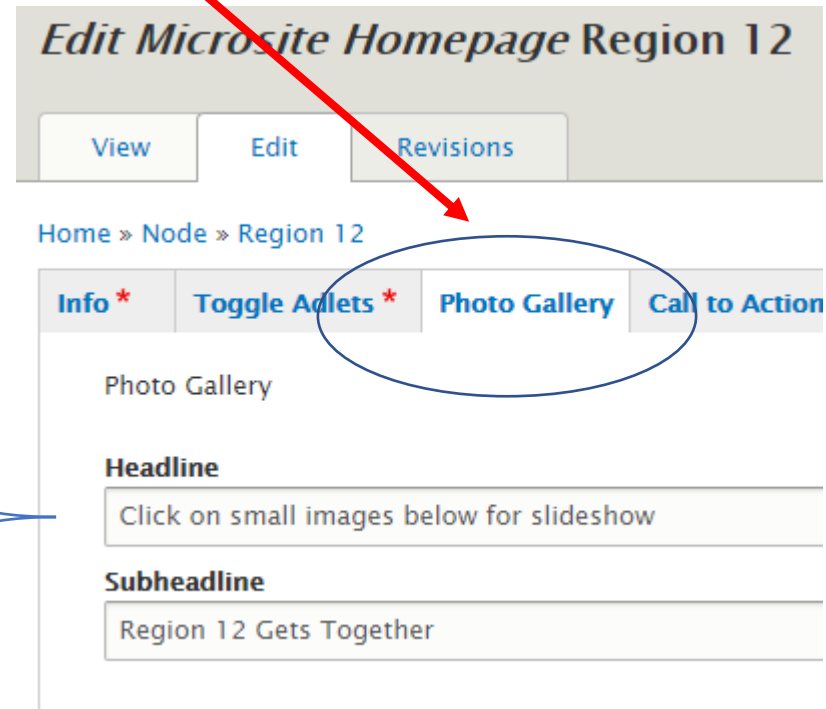 Edit Microsite Homepage Region 12
View Edit Revisions
Home » Node » Region 12
Info * Toggle Adlets * Photo Gallery Call to Action
Photo Gallery
Headline
Click on small images below for slideshow
Subheadline
Region 12 Gets Together